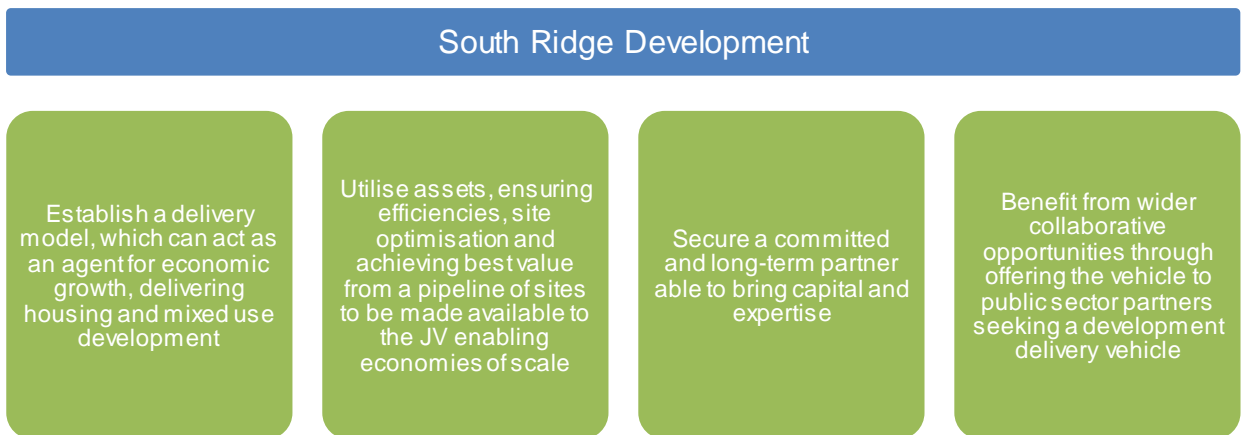 South Ridge Development
Establish a delivery
model, which can act as
an agent for economic
growth, delivering
housing and mixed use
development
Utilise assets, ensuring
efficiencies, site
optimisation and
achieving best value
from a pipeline of sites
to be made available to
the JV enabling
economies of scale
Secure a committed
and long-term partner
able to bring capital and
expertise
Benefit from wider
collaborative
opportunities through
offering the vehicle to
public sector partners
seeking a development
delivery vehicle